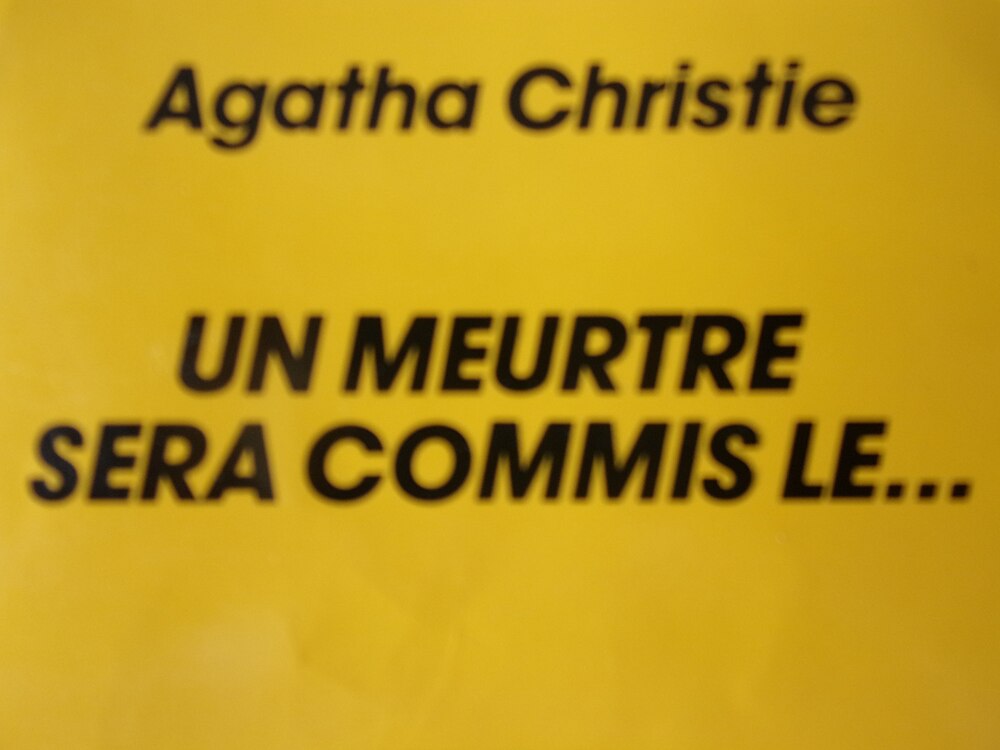 Agatha Christie
UN MEURTRE
SERA COMMIS LE...